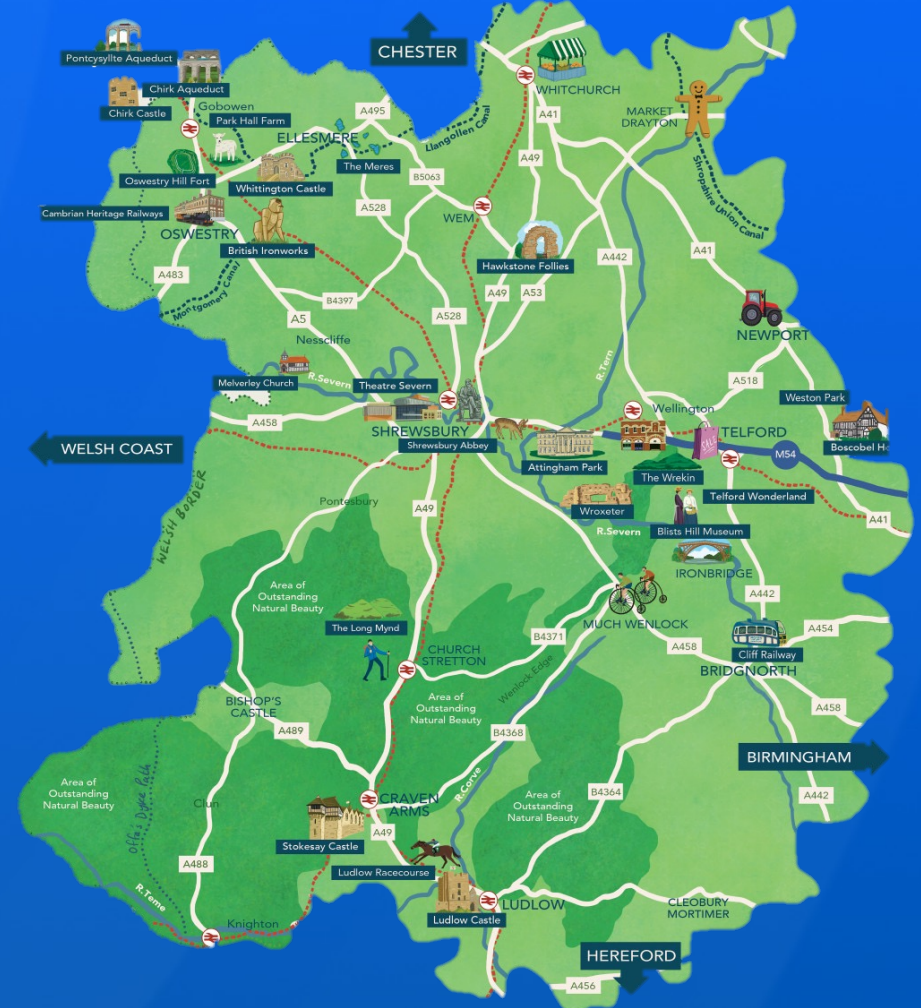 CHESTER
Pontcysyllte Aqueduct
Chirk Aqueduct
Chirk Castle
Gobowen
Park Hall Farm
A495
ELLESMERE
The Meres
Llangollen Canal
WHITCHURCH
A41
MARKET
DRAYTON
A49
B5063
Oswestry Hill Fort
Whittington Castle
Shropshire Union Canal
Cambrian Heritage Railways
OSWESTRY
A528
WEM
British Ironworks
Hawkstone Follies
A442
A41
A483
Montgomery Canal
B4397
A49
A53
A5
A528
NEWPORT
Nesscliffe
R.Tern
Melverley Church
R.Severn
Theatre Severn
A518
Weston Park
A458
Wellington
SHREWSBURY
TELFORD
WELSH COAST
Shrewsbury Abbey
SALE
M54
Boscobel Ho
Attingham Park
The Wrekin
WELSH BORDER
Pontesbury
A49
Wroxeter
Telford Wonderland
A41
R.Severn
Blists Hill Museum
IRONBRIDGE
Area of
Outstanding
Natural Beauty
A442
The Long Mynd
MUCH WENLOCK
B4371
A454
CHURCH
STRETTON
A458
Cliff Railway
BRIDGNORTH
Wenlock Edge
BISHOP'S
CASTLE
Area of
Outstanding
Natural Beauty
A458
A489
B4368
BIRMINGHAM
Area of
Outstanding
Natural Beauty
Offas Dyke Path
Clun
CRAVEN
ARMS
R.Corve
Area of
Outstanding
Natural Beauty
B4364
A442
A49
Stokesay Castle
A488
Ludlow Racecourse
R.Teme
LUDLOW
CLEOBURY
MORTIMER
Ludlow Castle
Knighton
HEREFORD
A456